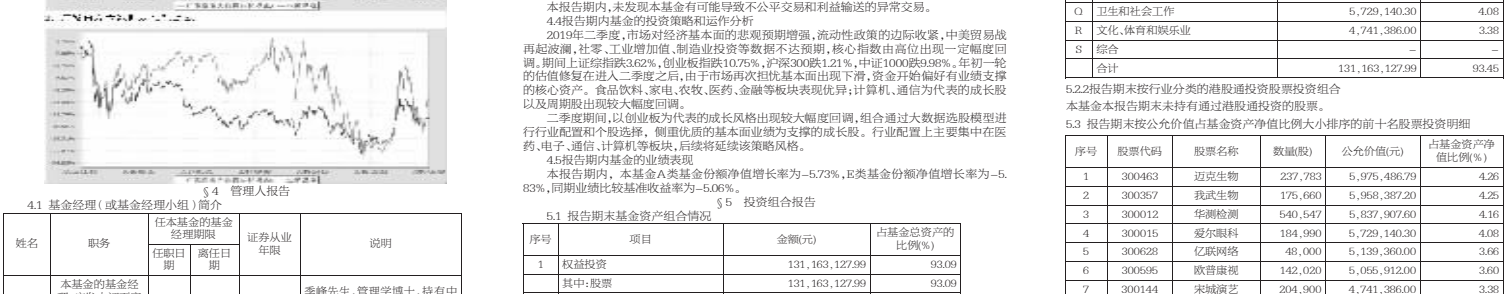 §4 管理人报告
4.1 基金经理(或基金经理小组)简介
姓名 职务 任本基金的基金经理期限 证券从业年限 说明
任职日期 离任日期
本基金的基金经
季峰先生,管理学博士,持有中
本报告期内,未发现本基金有可能导致不公平交易和利益输送的异常交易。
4.4报告期内基金的投资策略和运作分析
2019年二季度,市场对经济基本面的悲观预期增强,流动性政策的边际收紧,中美贸易战
再起波澜,社零、工业增加值、制造业投资等数据不达预期,核心指数由高位出现一定幅度回
调。期间上证综指跌3.62%,创业板指跌10.75%,沪深300跌1.21%,中证1000跌9.98%。年初一轮
的估值修复在进入二季度之后,由于市场再次担忧基本面出现下滑,资金开始偏好有业绩支撑
的核心资产。食品饮料、家电、农牧、医药、金融等板块表现优异;计算机、通信为代表的成长股
以及周期股出现较大幅度回调。
二季度期间,以创业板为代表的成长风格出现较大幅度回调,组合通过大数据选股模型进
行行业配置和个股选择,侧重优质的基本面业绩为支撑的成长股。行业配置上主要集中在医
药、电子、通信、计算机等板块,后续将延续该策略风格。
4.5报告期内基金的业绩表现
本报告期内,本基金A类基金份额净值增长率为-5.73%,E类基金份额净值增长率为-5.
83%,同期业绩比较基准收益率为-5.06%。
§5 投资组合报告
5.1 报告期末基金资产组合情况
序号 项目 金额(元) 占基金总资产的比例(%)
1 权益投资 131,163,127.99 93.09
其中:股票 131,163,127.99 93.09
Q 卫生和社会工作 5,729,140.30 4.08
R 文化、体育和娱乐业 4,741,386.00 3.38
S 综合 - -
合计 131,163,127.99 93.45
5.2.2报告期末按行业分类的港股通投资股票投资组合
本基金本报告期末未持有通过港股通投资的股票。
5.3 报告期末按公允价值占基金资产净值比例大小排序的前十名股票投资明细
序号 股票代码 股票名称 数量(股) 公允价值(元) 占基金资产净值比例(%)
1 300463 迈克生物 237,783 5,975,486.79 4.26
2 300357 我武生物 175,660 5,958,387.20 4.25
3 300012 华测检测 540,547 5,837,907.60 4.16
4 300015 爱尔眼科 184,990 5,729,140.30 4.08
5 300628 亿联网络 48,000 5,139,360.00 3.66
6 300595 欧普康视 142,020 5,055,912.00 3.60
7 300144 宋城演艺 204,900 4,741,386.00 3.38